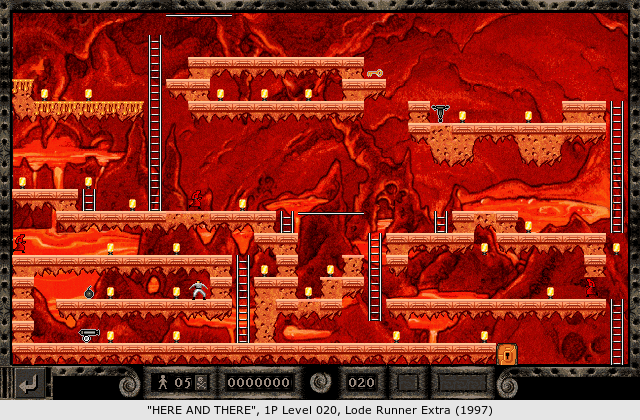 05 0000000 020
"HERE AND THERE", 1P Level 020, Lode Runner Extra (1997)